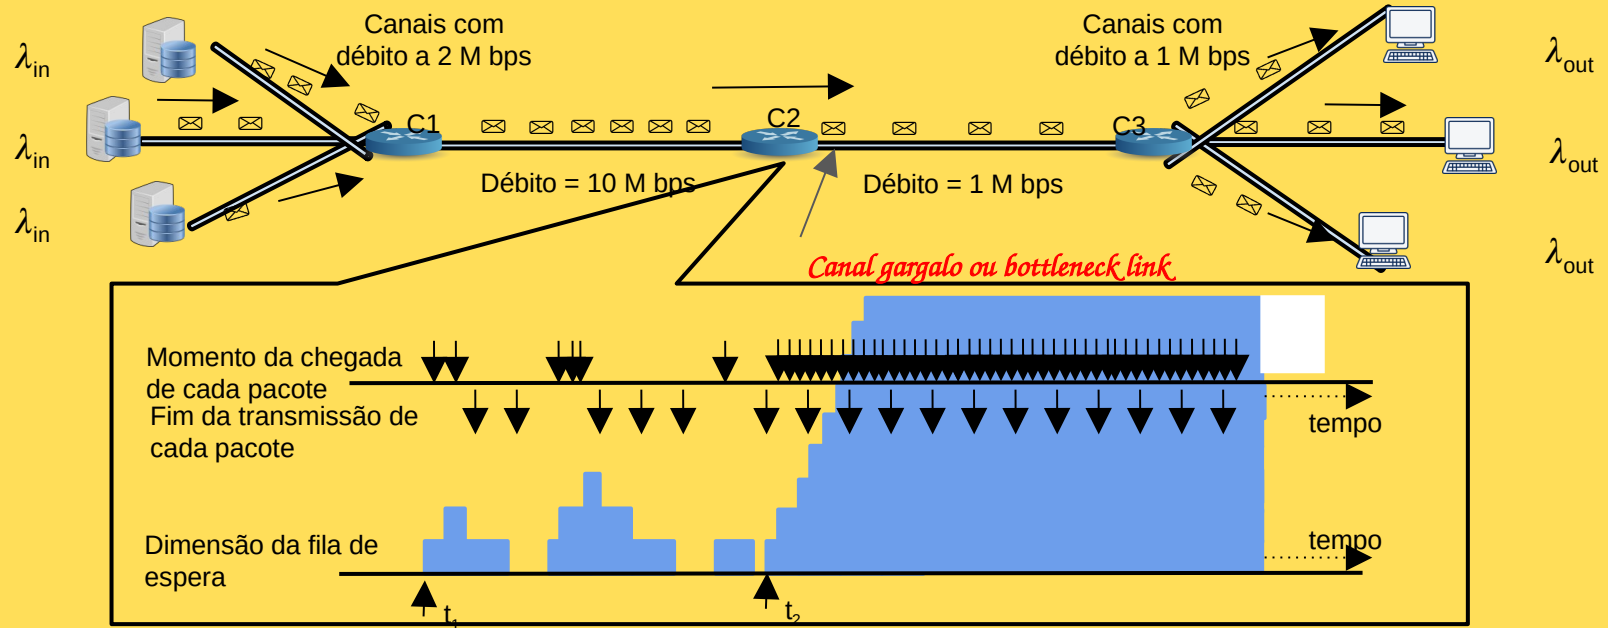 Canais com
débito a 2 M bps
Canais com
débito a 1 M bps
λin
λout
C1
C2
C3
λin
λout
Débito = 10 M bps
Débito = 1 M bps
λin
λout
Canal gargalo ou bottleneck link
Momento da chegada
de cada pacote
Fim da transmissão de
cada pacote
tempo
Dimensão da fila de
espera
tempo
t1
t2